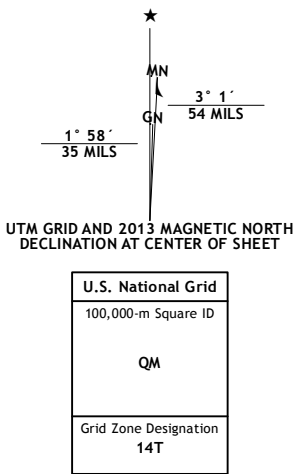 ★
MN
3° 1´
54 MILS
GN
1° 58´
35 MILS
UTM GRID AND 2013 MAGNETIC NORTH
DECLINATION AT CENTER OF SHEET
U.S. National Grid
100,000-m Square ID
QM
Grid Zone Designation
14T